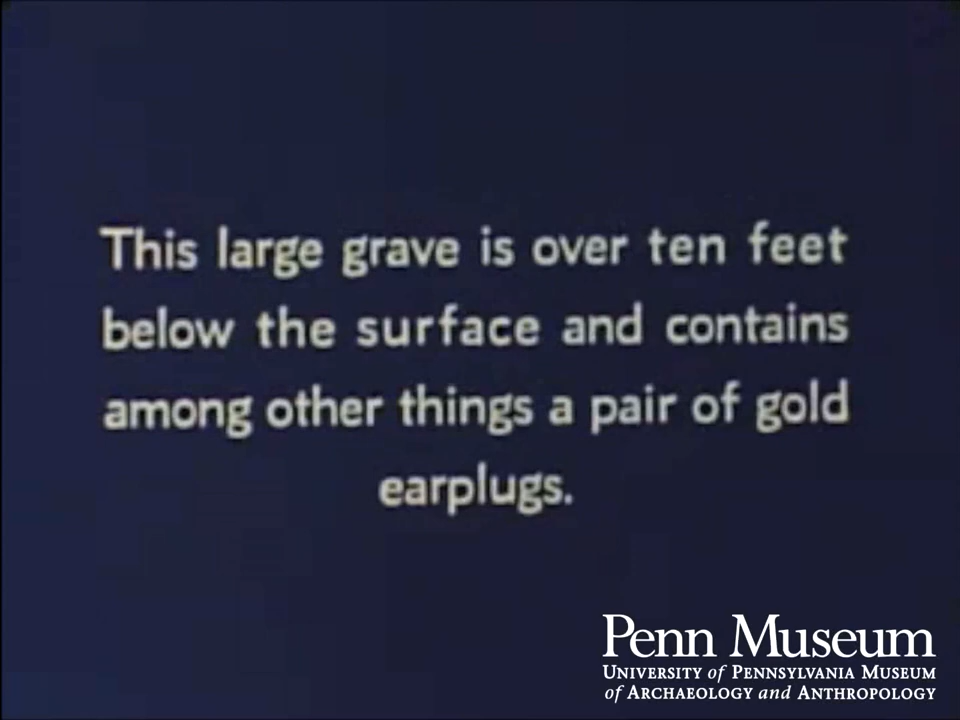 This large grave is over ten feet
below the surface and contains
among other things a pair of gold
earplugs.
Penn Museum
UNIVERSITY of PENNSYLVANIA MUSEUM
of ARCHAEOLOGY and ANTHROPOLOGY